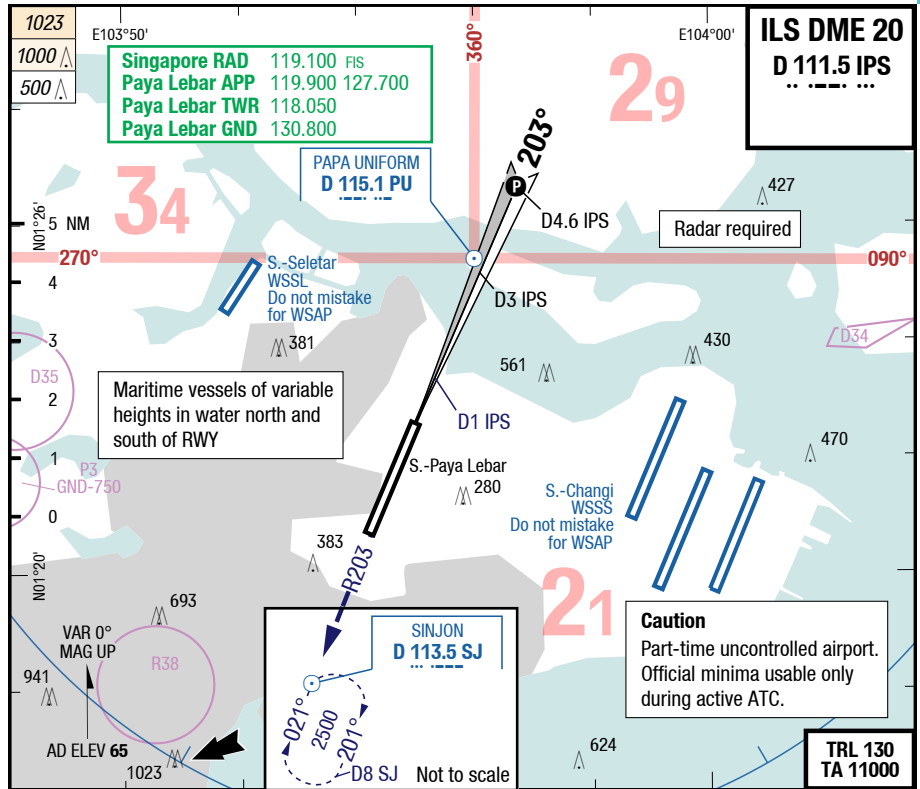 1023
1000
500
E103°50'
E104°00'
Singapore RAD 119.100 FIS
Paya Lebar APP 119.900 127.700
Paya Lebar TWR 118.050
Paya Lebar GND 130.800
360°
ILS DME 20
D 111.5 IPS
29
203°
PAPA UNIFORM
D 115.1 PU
P
34
427
D4.6 IPS
Radar required
N01°26'
5 NM
270°
090°
S.-Seletar
WSSL
Do not mistake
for WSAP
4
D3 IPS
3
381
430
D34
561
D35
Maritime vessels of variable
heights in water north and
south of RWY
2
D1 IPS
470
1
S.-Paya Lebar
P3
GND-750
280
S.-Changi
WSSS
Do not mistake
for WSAP
0
383
N01°20'
R203
21
693
Caution
Part-time uncontrolled airport.
Official minima usable only
during active ATC.
VAR 0°
MAG UP
SINJON
D 113.5 SJ
R38
941
021°
2500
201°
AD ELEV 65
1023
D8 SJ
Not to scale
624
TRL 130
TA 11000